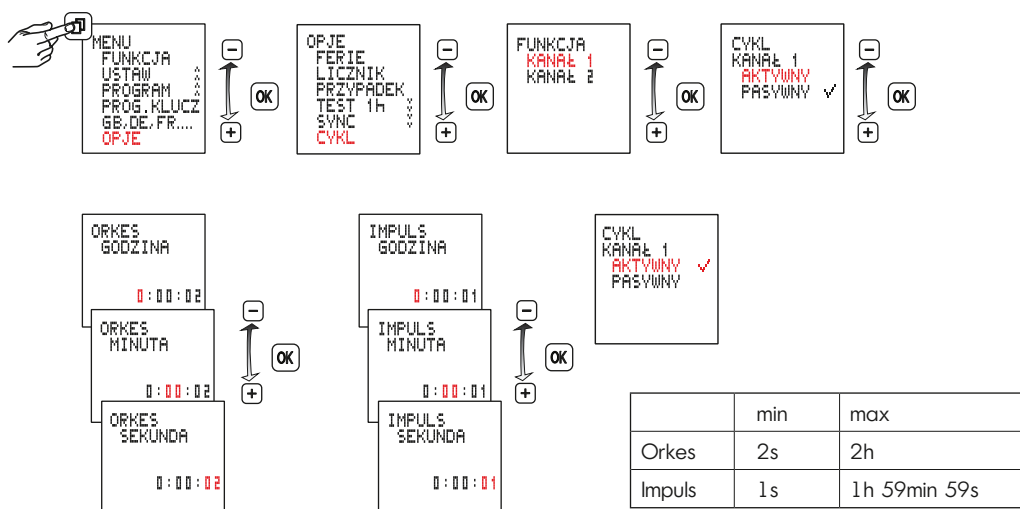 MENU
FUNKCJA
USTAW
PROGRAM
PROG.KLUCZ
GB,DE,FR....
OPJE
−
OK
+
OPJE
FERIE
LICZNIK
PRZYPADEK
TEST 1h
SYNC
CYKL
−
OK
+
FUNKCJA
KANAŁ 1
KANAŁ 2
−
OK
+
CYKL
KANAŁ 1
AKTYWNY
PASYWNY ✓
−
OK
+
ORKES
GODZINA
0:00:02
ORKES
MINUTA
0:00:02
ORKES
SEKUNDA
0:00:02
−
OK
+
IMPULS
GODZINA
0:00:01
IMPULS
MINUTA
0:00:01
IMPULS
SEKUNDA
0:00:01
−
OK
+
CYKL
KANAŁ 1
AKTYWNY ✓
PASYWNY
min max
Orkes 2s 2h
Impuls 1s 1h 59min 59s